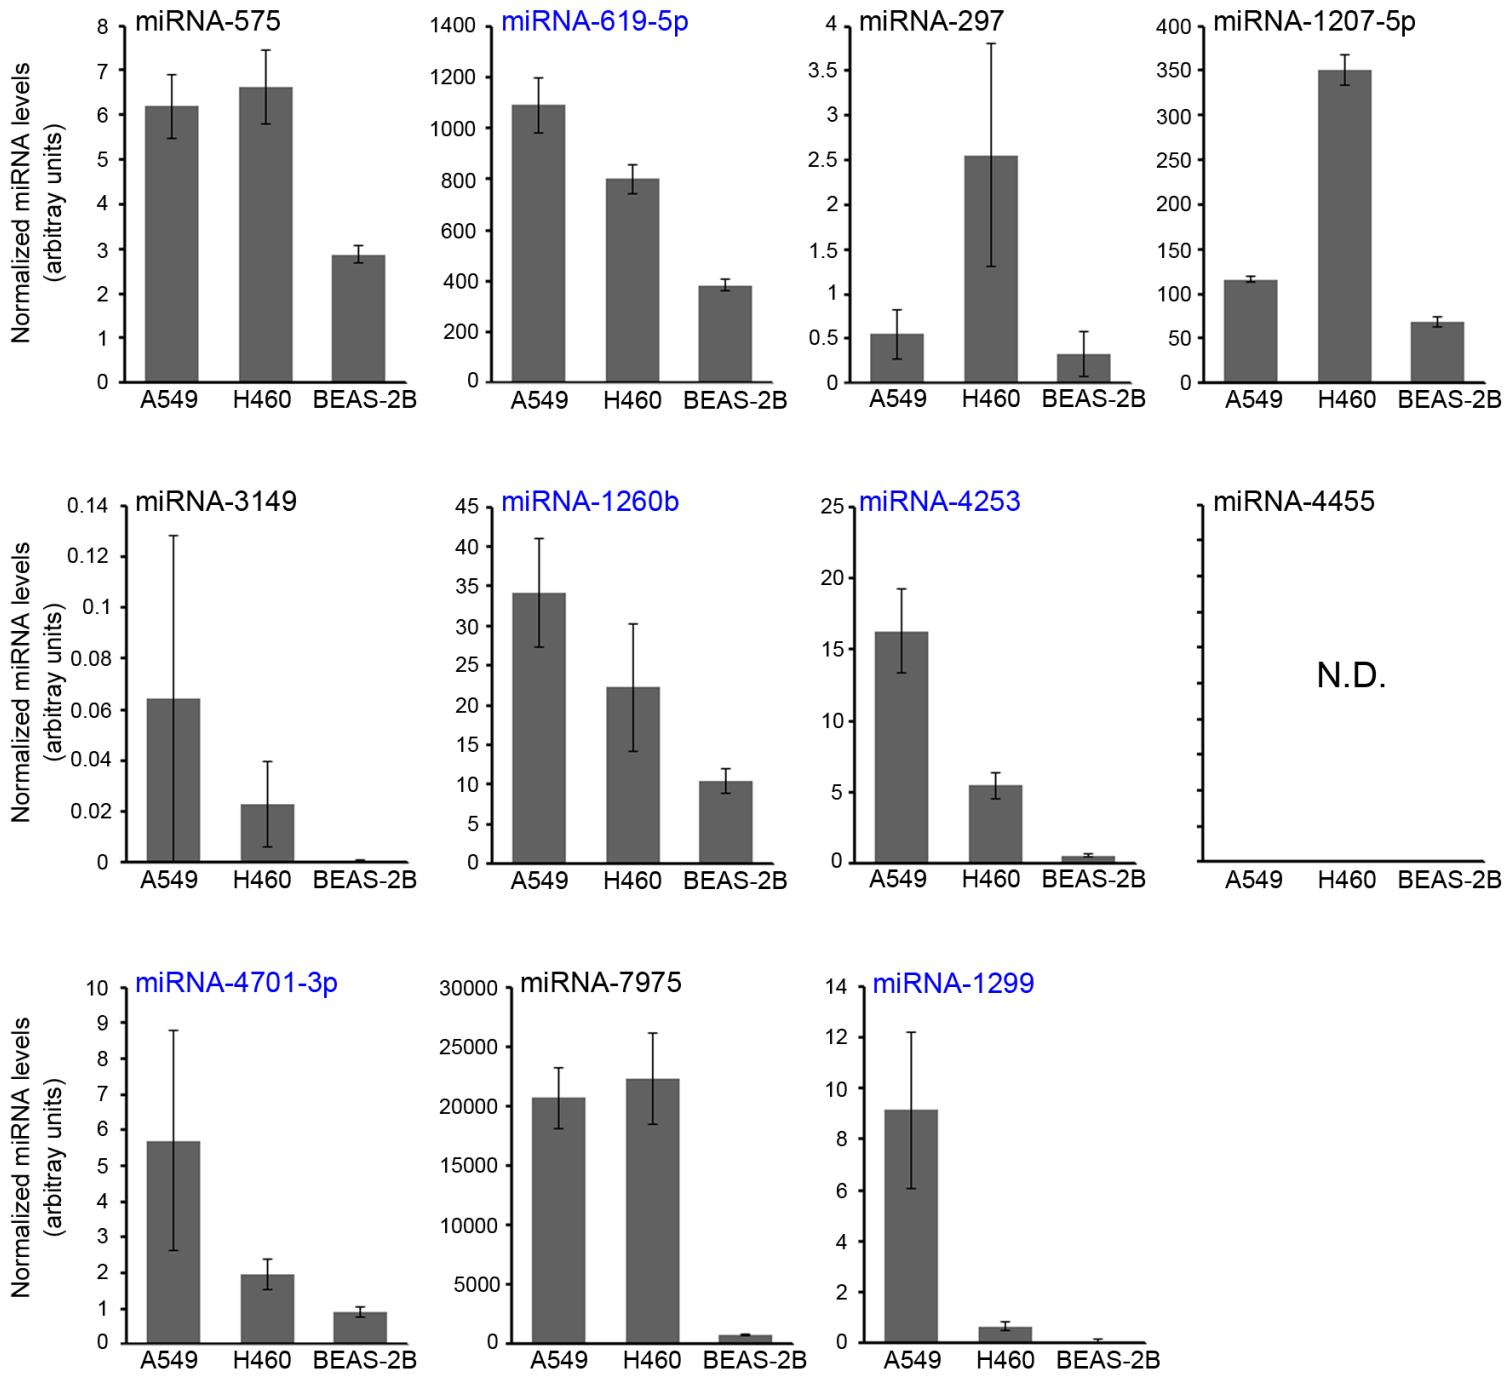 miRNA-575
Normalized miRNA levels
(arbitray units)
8
7
6
5
4
3
2
1
0
A549 H460 BEAS-2B
miRNA-619-5p
1400
1200
1000
800
600
400
200
0
A549 H460 BEAS-2B
miRNA-297
4
3.5
3
2.5
2
1.5
1
0.5
0
A549 H460 BEAS-2B
miRNA-1207-5p
400
350
300
250
200
150
100
50
0
A549 H460 BEAS-2B
miRNA-3149
Normalized miRNA levels
(arbitray units)
0.14
0.12
0.1
0.08
0.06
0.04
0.02
0
A549 H460 BEAS-2B
miRNA-1260b
45
40
35
30
25
20
15
10
5
0
A549 H460 BEAS-2B
miRNA-4253
25
20
15
10
5
0
A549 H460 BEAS-2B
miRNA-4455
N.D.
A549 H460 BEAS-2B
miRNA-4701-3p
Normalized miRNA levels
(arbitray units)
10
9
8
7
6
5
4
3
2
1
0
A549 H460 BEAS-2B
miRNA-7975
30000
25000
20000
15000
10000
5000
0
A549 H460 BEAS-2B
miRNA-1299
14
12
10
8
6
4
2
0
A549 H460 BEAS-2B